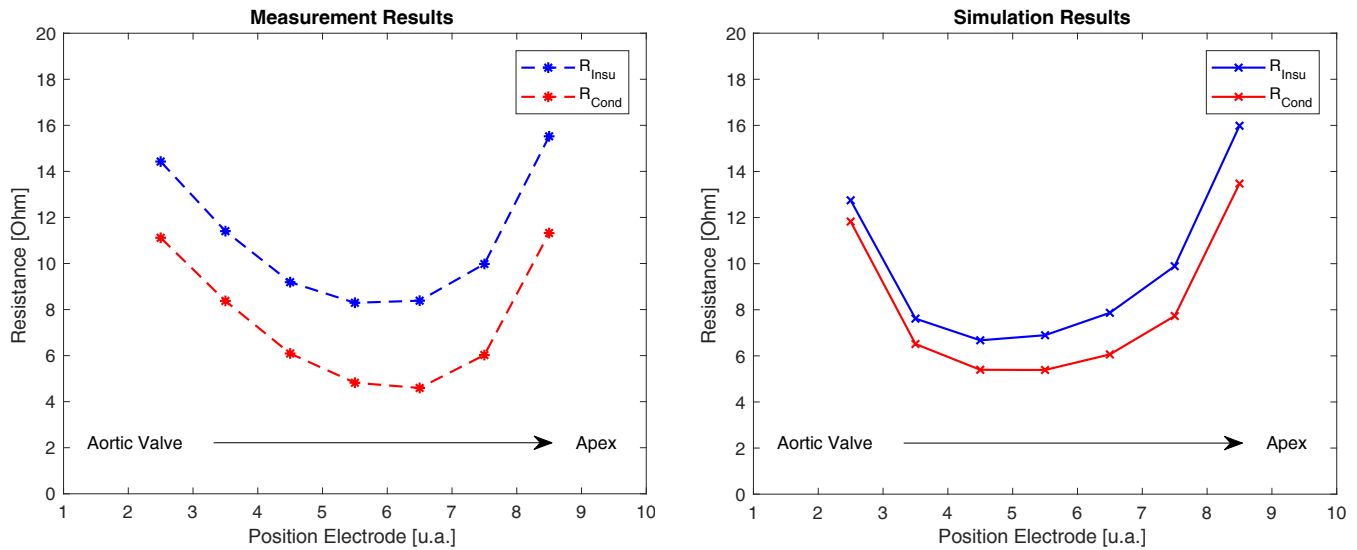 Measurement Results
20
18
16
14
12
10
8
6
4
2
0
Resistance [Ohm]
R_Insu
R_Cond
Aortic Valve
Apex
1 2 3 4 5 6 7 8 9 10
Position Electrode [u.a.]
Simulation Results
20
18
16
14
12
10
8
6
4
2
0
Resistance [Ohm]
R_Insu
R_Cond
Aortic Valve
Apex
1 2 3 4 5 6 7 8 9 10
Position Electrode [u.a.]